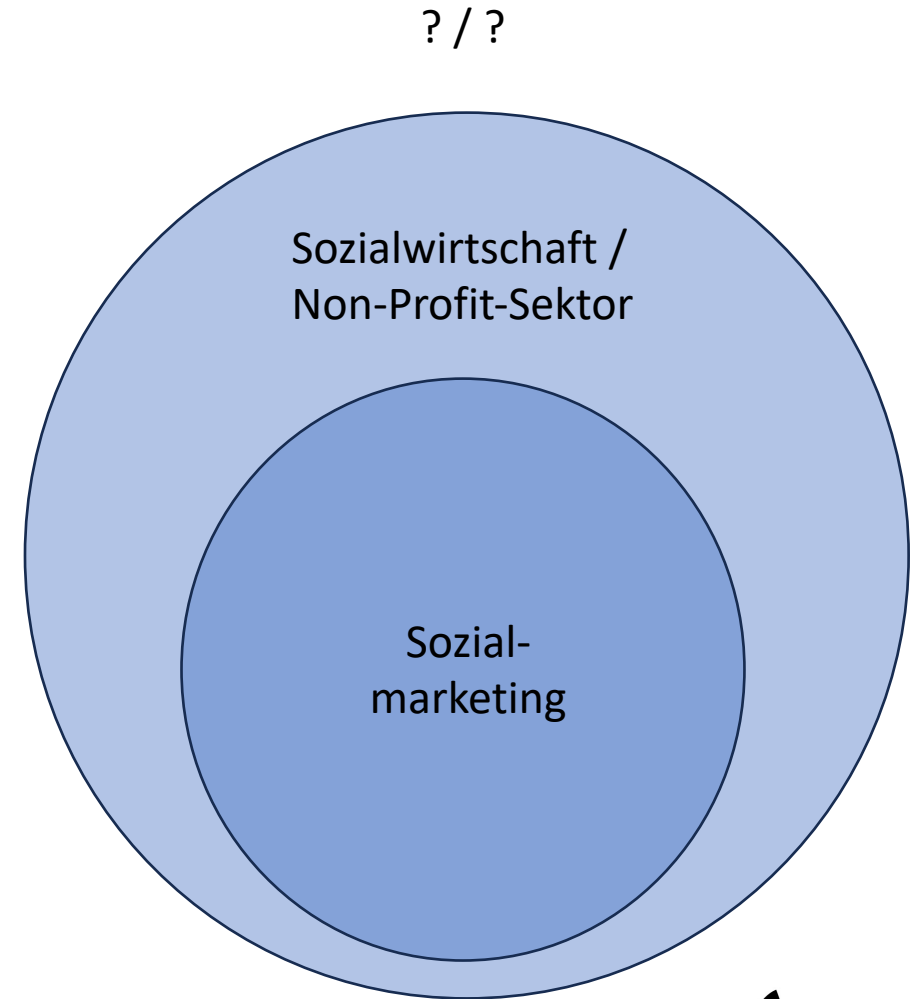 ? / ?
Sozialwirtschaft /
Non-Profit-Sektor
Sozial-
marketing